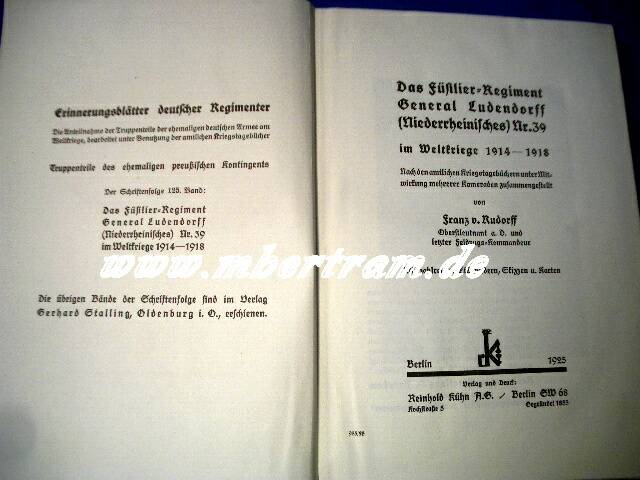 Erinnerungsblätter deutscher Regimenter
Die Anteilnahme der Truppenteile der ehemaligen deutschen Armee am
Weltkriege, bearbeitet unter Benutzung der amtlichen Kriegstagebücher
Truppenteile des ehemaligen preußischen Kontingents
Der Schriftenfolge 125. Band:
Das Füsilier-Regiment
General Ludendorff
(Niederrheinisches) Nr. 39
im Weltkriege 1914—1918
Die übrigen Bände der Schriftenfolge sind im Verlag
Gerhard Stalling, Oldenburg i. O., erschienen.
Das Füsilier-Regiment
General Ludendorff
(Niederrheinisches) Nr. 39
im Weltkriege 1914—1918
Nach den amtlichen Kriegstagebüchern unter Mit-
wirkung mehrerer Kameraden zusammengestellt
von
Franz v. Rudorff
Oberstleutnant a. D. und
letzter Feldzugs-Kommandeur
Skizzen und Karten
www.mbertram.de
Berlin 1925
Verlag und Druck:
Reinhold Kühn A.G. / Berlin SW 68
Kochstraße 5 Gegründet 1853